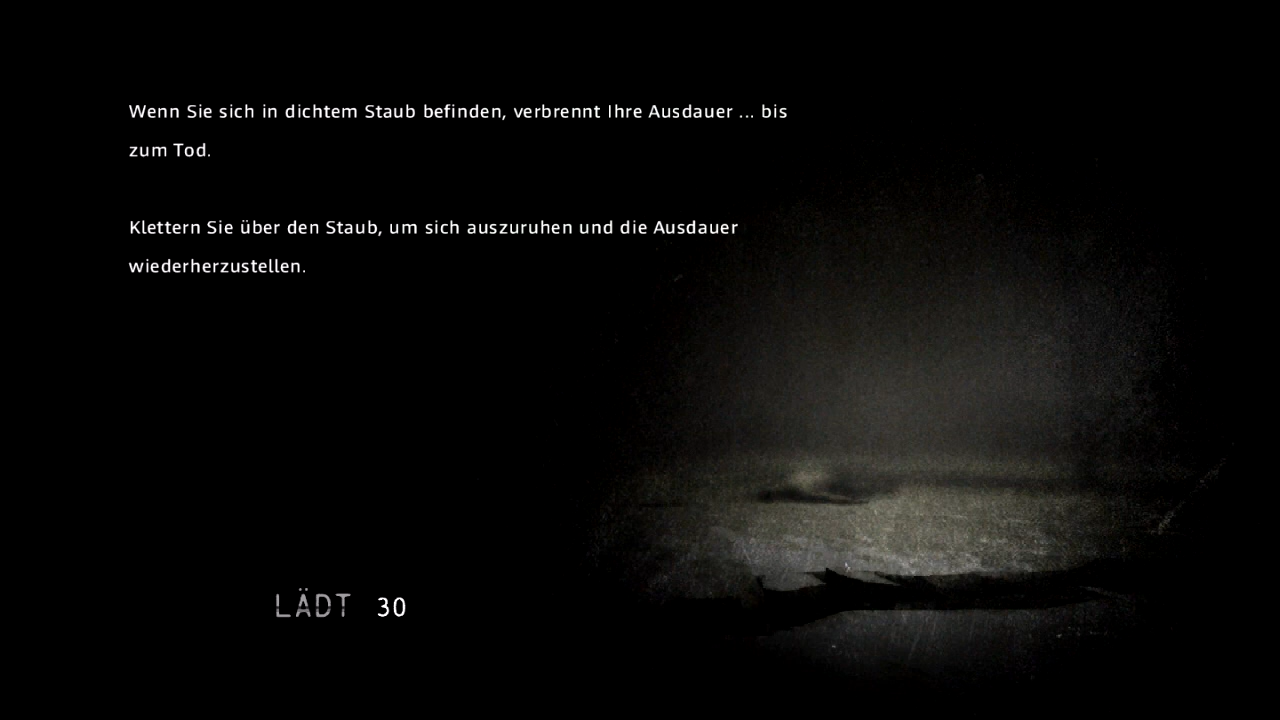 Wenn Sie sich in dichtem Staub befinden, verbrennt Ihre Ausdauer ... bis
zum Tod.
Klettern Sie über den Staub, um sich auszuruhen und die Ausdauer
wiederherzustellen.
LÄDT 30